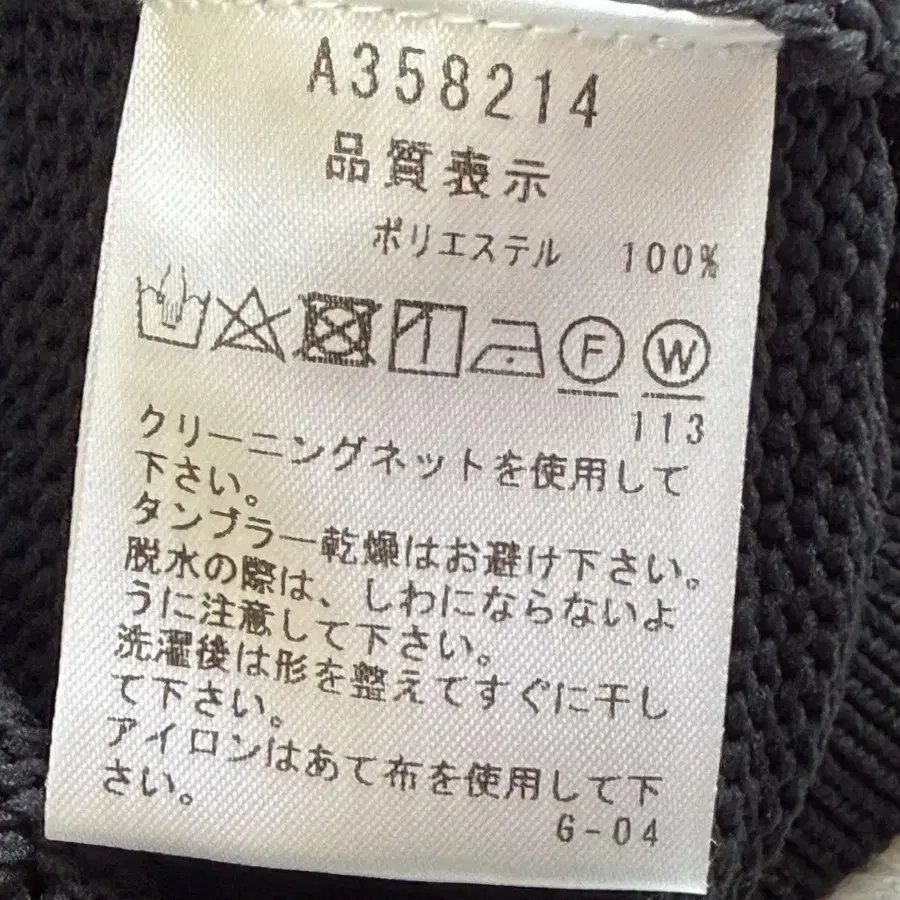 A358214
品質表示
ポリエステル 100%
F W
113
クリーニングネットを使用して
下さい。
タンブラー乾燥はお避け下さい。
脱水の際は、しわにならないよ
うに注意して下さい。
洗濯後は形を整えてすぐに干し
て下さい。
アイロンはあて布を使用して下
さい。
G-04